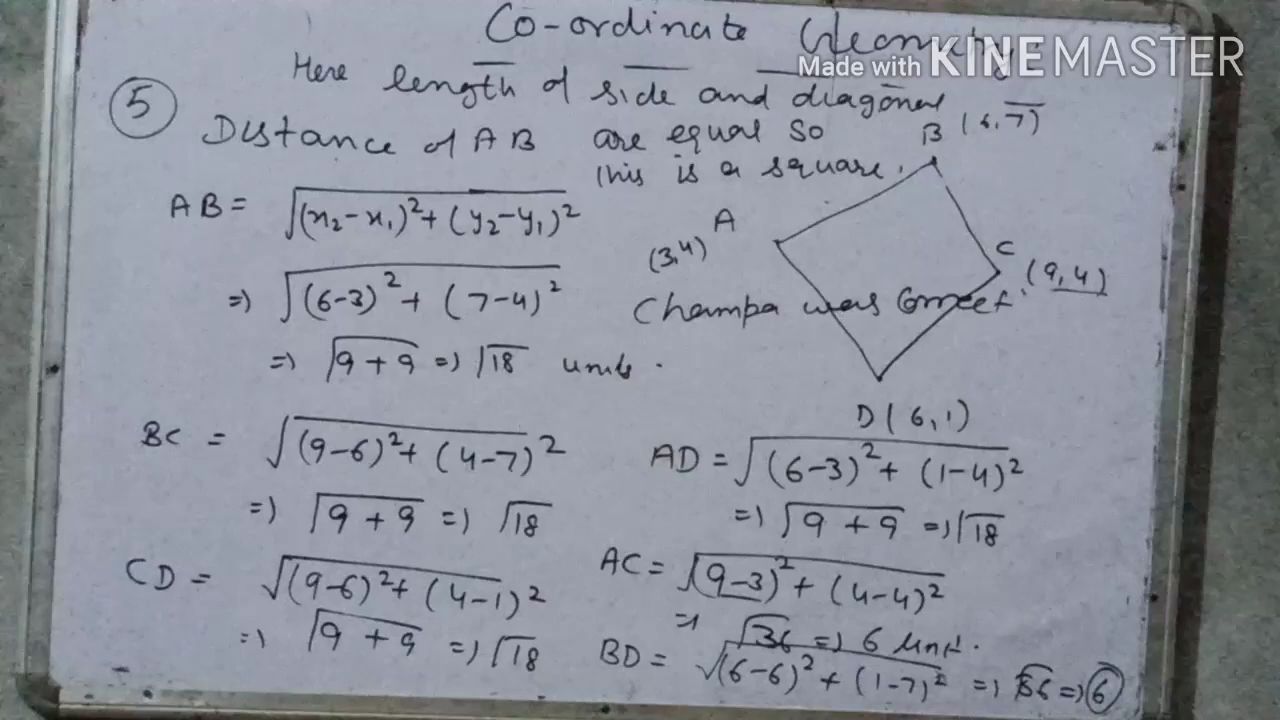 Co-ordinate Geometry
Made with KINEMASTER
Here length of side and diagonal
5
Distance of AB are equal so
this is a square.
B (6,7)
AB = √(x₂-x₁)²+(y₂-y₁)²
A
(3,4)
C
(9,4)
=) √(6-3)²+(7-4)²
Champa was Correct.
=) √9+9 =) √18 units.
D(6,1)
BC = √(9-6)²+(4-7)²
=) √9+9 =) √18
CD = √(9-6)²+(4-1)²
=) √9+9 =) √18
AD = √(6-3)²+(1-4)²
=) √9+9 =) √18
AC = √(9-3)²+(4-4)²
=) √36 =) 6 unit.
BD = √(6-6)²+(1-7)² =) √36 =) 6